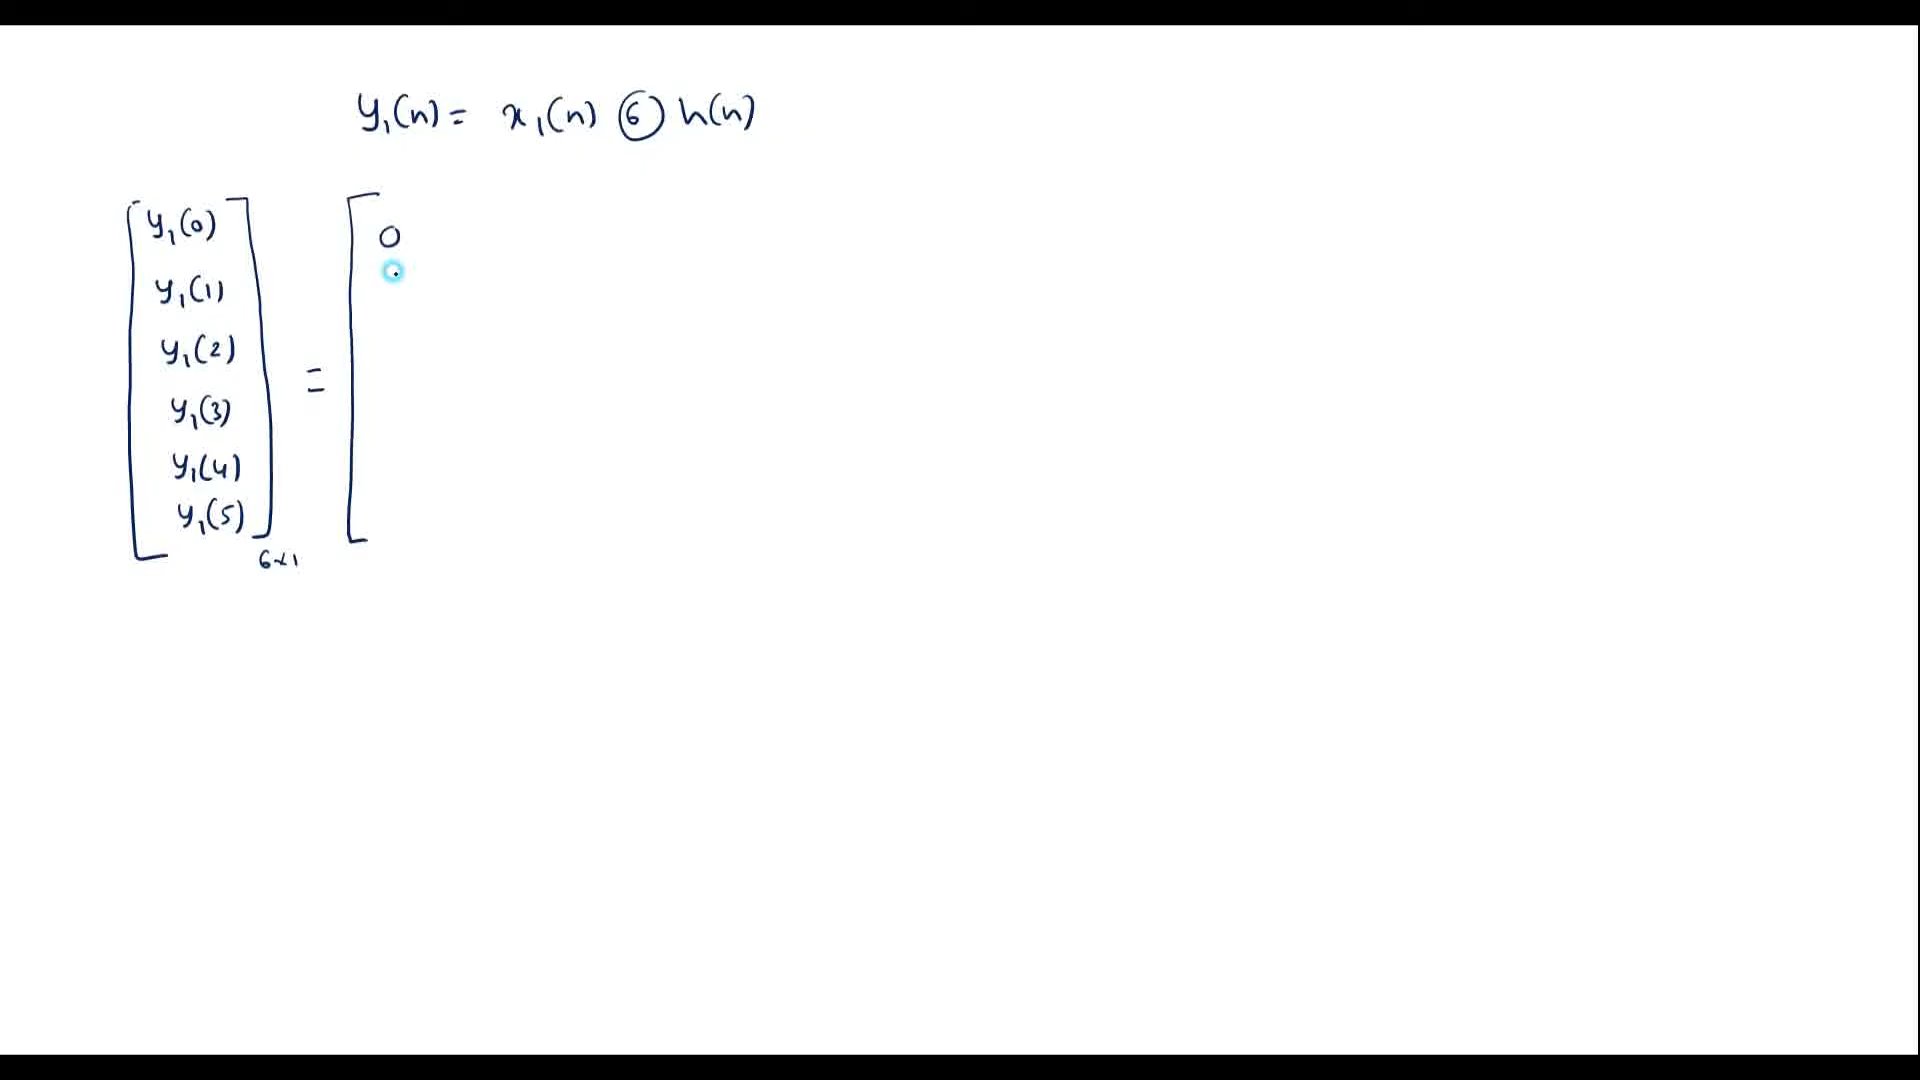 y₁(n) = x₁(n) ⑥ h(n)
y₁(0)
0
y₁(1)
y₁(2)
=
y₁(3)
y₁(4)
y₁(5)
6×1